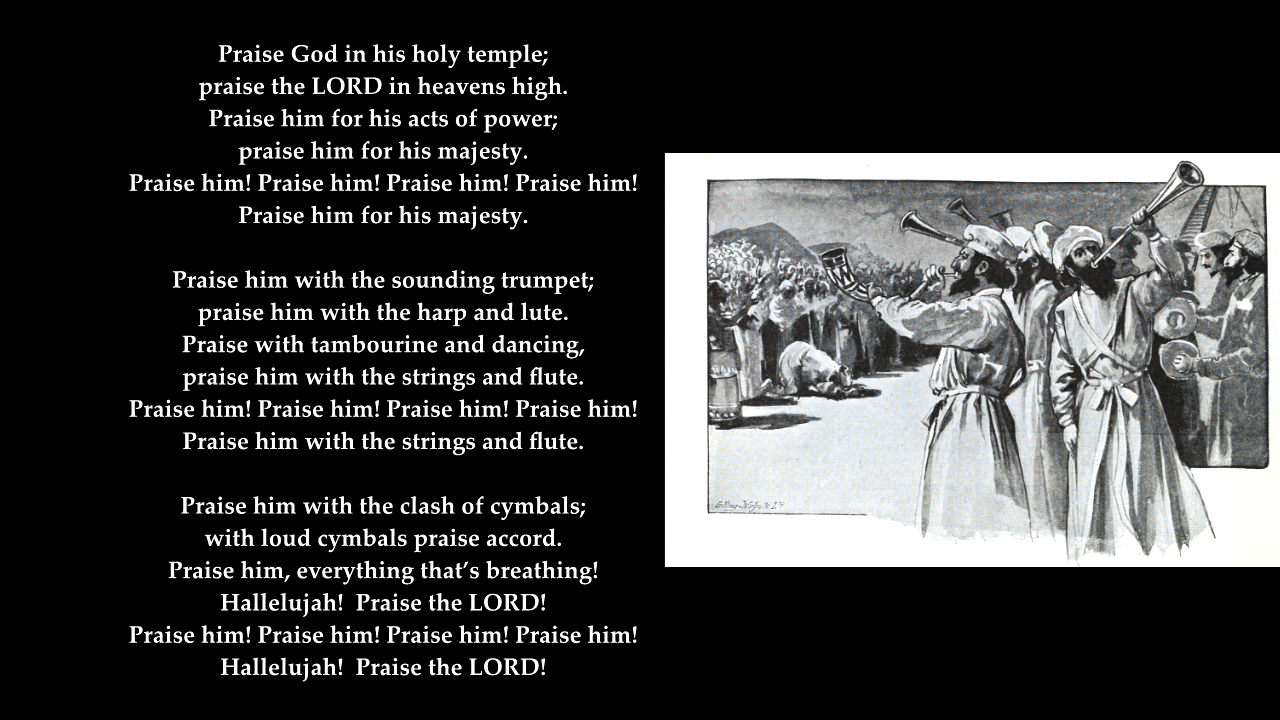 Praise God in his holy temple;
praise the LORD in heavens high.
Praise him for his acts of power;
praise him for his majesty.
Praise him! Praise him! Praise him! Praise him!
Praise him for his majesty.
Praise him with the sounding trumpet;
praise him with the harp and lute.
Praise with tambourine and dancing,
praise him with the strings and flute.
Praise him! Praise him! Praise him! Praise him!
Praise him with the strings and flute.
Praise him with the clash of cymbals;
with loud cymbals praise accord.
Praise him, everything that’s breathing!
Hallelujah!  Praise the LORD!
Praise him! Praise him! Praise him! Praise him!
Hallelujah!  Praise the LORD!